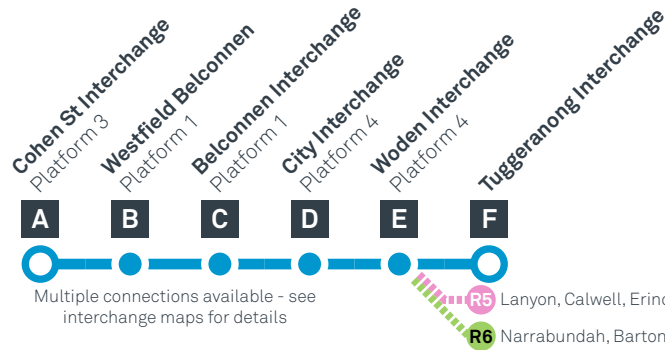 Cohen St Interchange
Platform 3
Westfield Belconnen
Platform 1
Belconnen Interchange
Platform 1
City Interchange
Platform 4
Woden Interchange
Platform 4
Tuggeranong Interchange
A B C D E F
Multiple connections available - see
interchange maps for details
R5 Lanyon, Calwell,
R6 Narrabundah, Barton